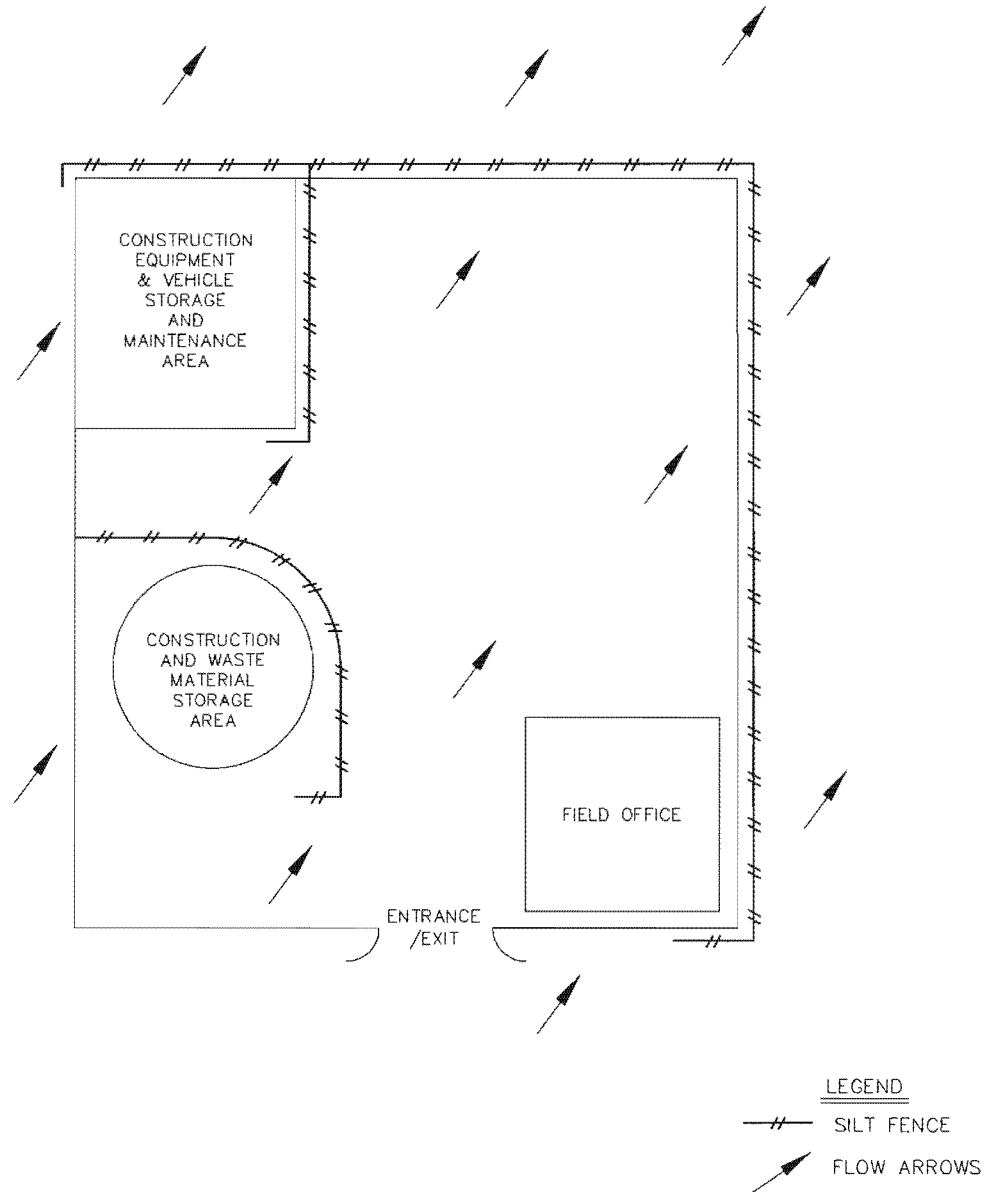 CONSTRUCTION
EQUIPMENT
& VEHICLE
STORAGE
AND
MAINTENANCE
AREA
CONSTRUCTION
AND WASTE
MATERIAL
STORAGE
AREA
FIELD OFFICE
ENTRANCE
/EXIT
LEGEND
SILT FENCE
FLOW ARROWS